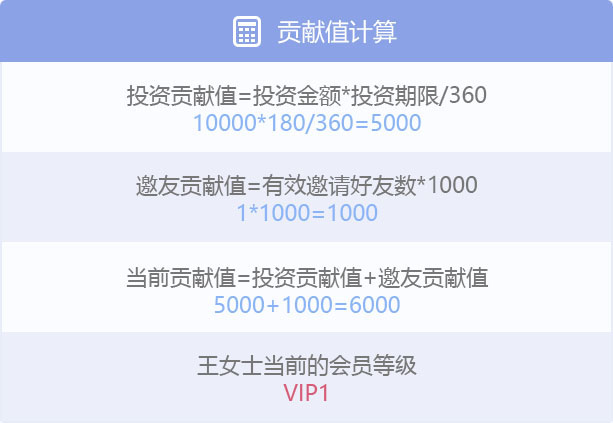 贡献值计算
投资贡献值=投资金额*投资期限/360
10000*180/360=5000
邀友贡献值=有效邀请好友数*1000
1*1000=1000
当前贡献值=投资贡献值+邀友贡献值
5000+1000=6000
王女士当前的会员等级
VIP1